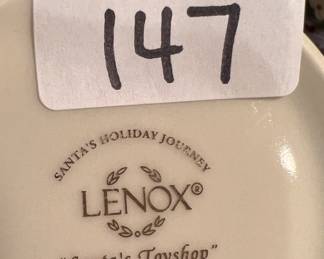 147
SANTA'S HOLIDAY JOURNEY
LENOX®
"Santa's Toyshop"